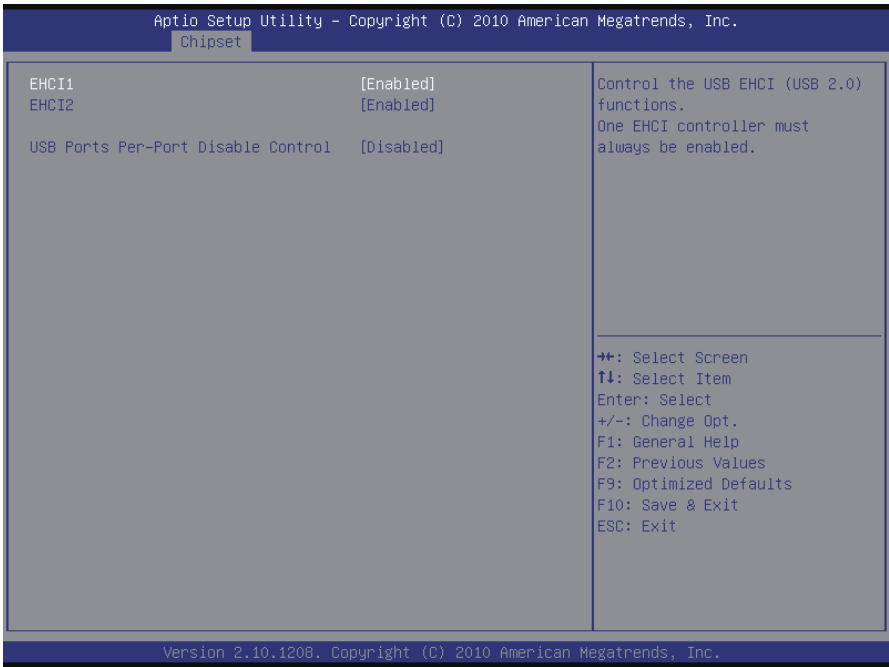 Aptio Setup Utility – Copyright (C) 2010 American Megatrends, Inc.
Chipset
EHCI1 [Enabled]
EHCI2 [Enabled]
USB Ports Per-Port Disable Control [Disabled]
Control the USB EHCI (USB 2.0)
functions.
One EHCI controller must
always be enabled.
→←: Select Screen
↑↓: Select Item
Enter: Select
+/-: Change Opt.
F1: General Help
F2: Previous Values
F9: Optimized Defaults
F10: Save & Exit
ESC: Exit
Version 2.10.1208. Copyright (C) 2010 American Megatrends, Inc.